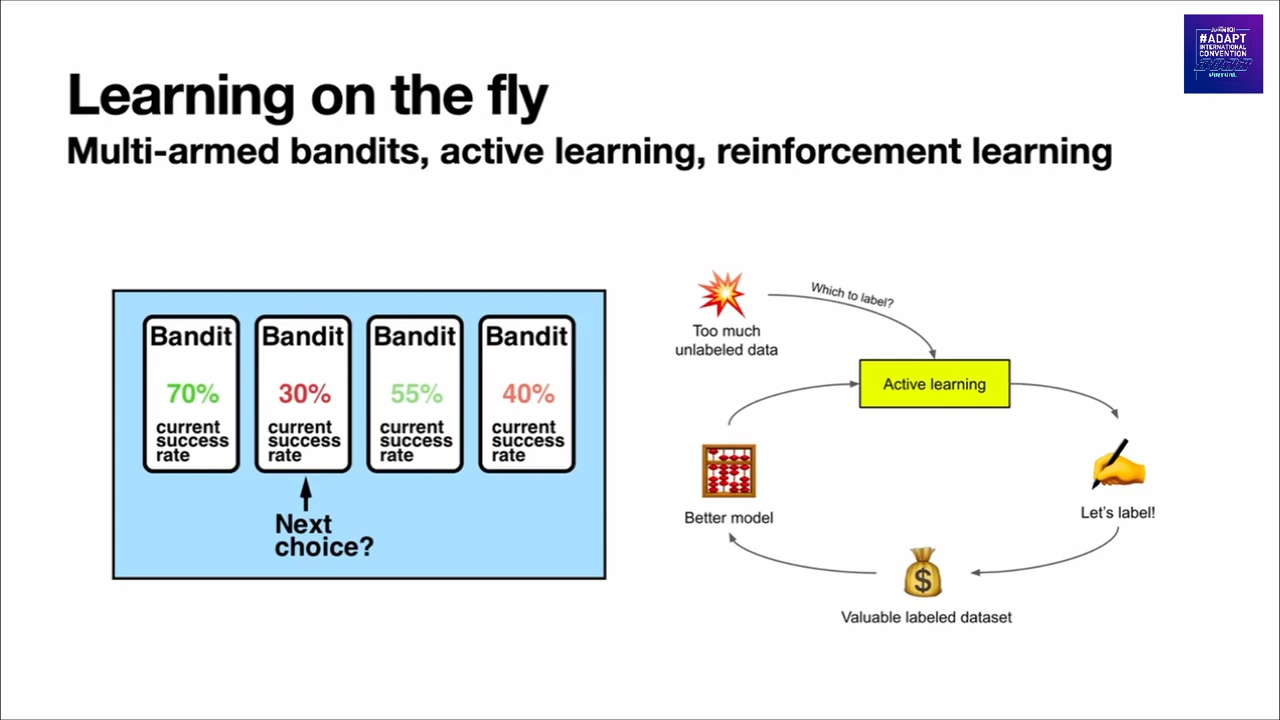 #ADAPT
INTERNATIONAL
CONVENTION
VIRTUAL
Learning on the fly
Multi-armed bandits, active learning, reinforcement learning
Bandit
70%
current
success
rate
Bandit
30%
current
success
rate
Bandit
55%
current
success
rate
Bandit
40%
current
success
rate
Next
choice?
Which to label?
Too much
unlabeled data
Active learning
Better model
Let's label!
$
Valuable labeled dataset